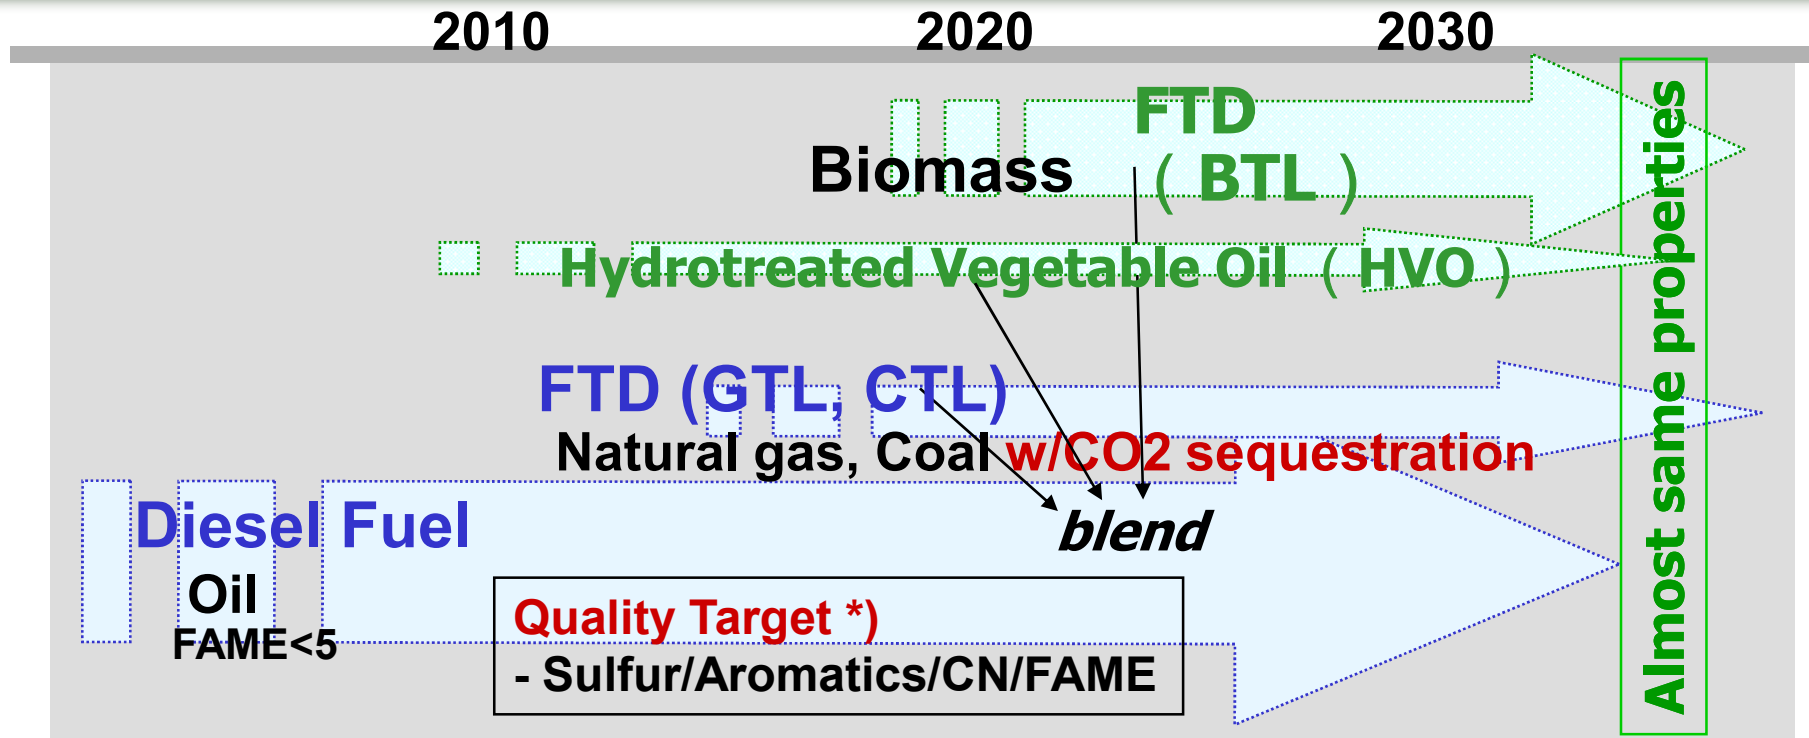 2010 2020 2030
FTD
Biomass ( BTL )
Hydrotreated Vegetable Oil ( HVO )
FTD (GTL, CTL)
Natural gas, Coal w/CO2 sequestration
Diesel Fuel
blend
Oil
FAME<5
Quality Target *)
- Sulfur/Aromatics/CN/FAME
Almost same properties